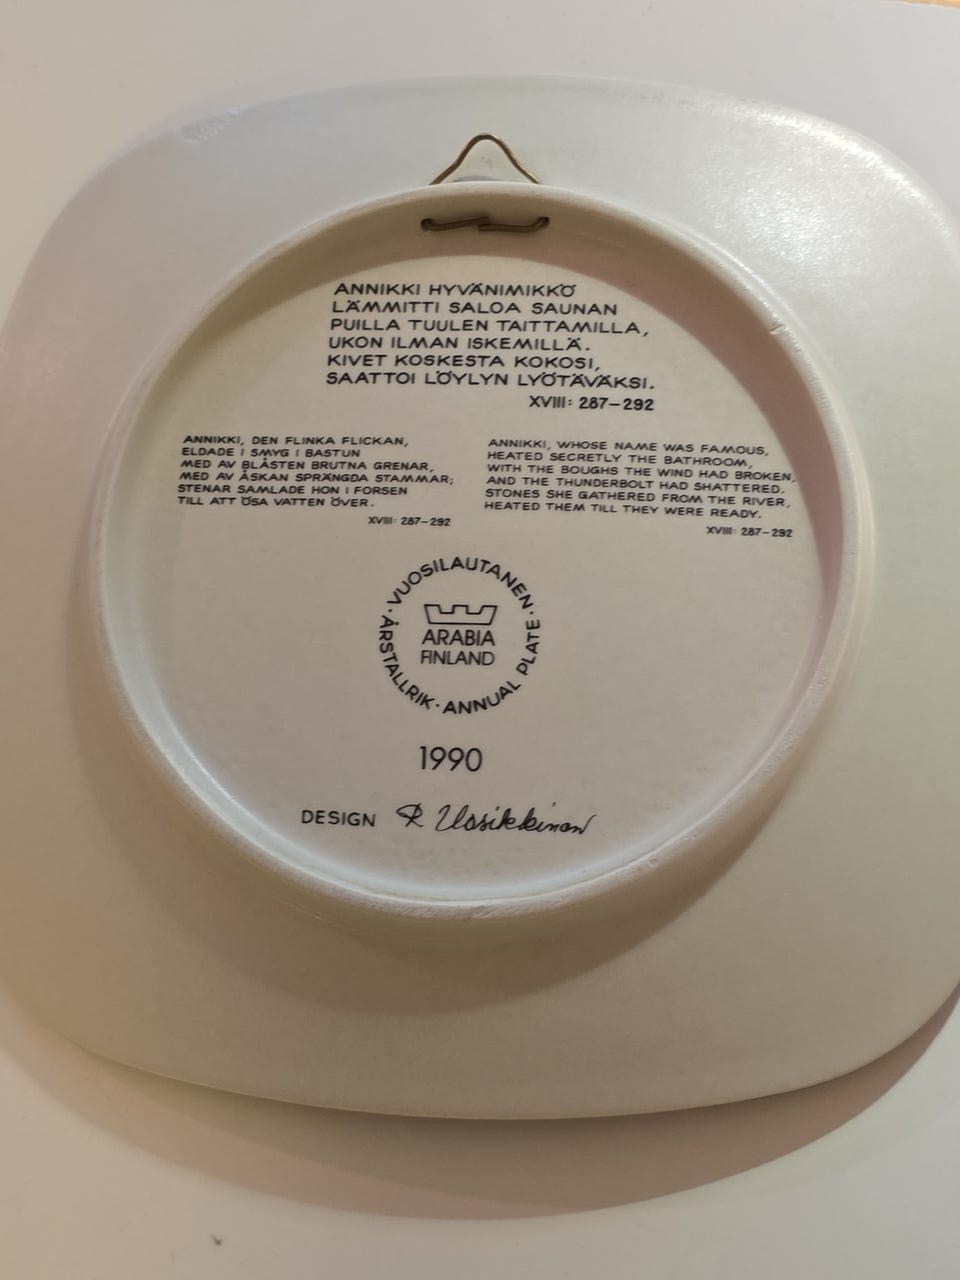 ANNIKKI HYVÄNIMIKKÖ
LÄMMITTI SALOA SAUNAN
PUILLA TUULEN TAITTAMILLA,
UKON ILMAN ISKEMILLÄ.
KIVET KOSKESTA KOKOSI,
SAATTOI LÖYLYN LYÖTÄVÄKSI.
XVIII: 287–292
ANNIKKI, DEN FLINKA FLICKAN,
ELDADE I SMYG I BASTUN
MED AV BLÅSTEN BRUTNA GRENAR,
MED AV ÅSKAN SPRÄNGDA STAMMAR;
STENAR SAMLADE HON I FORSEN
TILL ATT ÖSA VATTEN ÖVER.
XVIII: 287–292
ANNIKKI, WHOSE NAME WAS FAMOUS,
HEATED SECRETLY THE BATHROOM,
WITH THE BOUGHS THE WIND HAD BROKEN,
AND THE THUNDERBOLT HAD SHATTERED.
STONES SHE GATHERED FROM THE RIVER,
HEATED THEM TILL THEY WERE READY.
XVIII: 287–292
· VUOSILAUTANEN · ANNUAL PLATE · ÅRSTALLRIK
ARABIA
FINLAND
1990
DESIGN R Uosikkinen